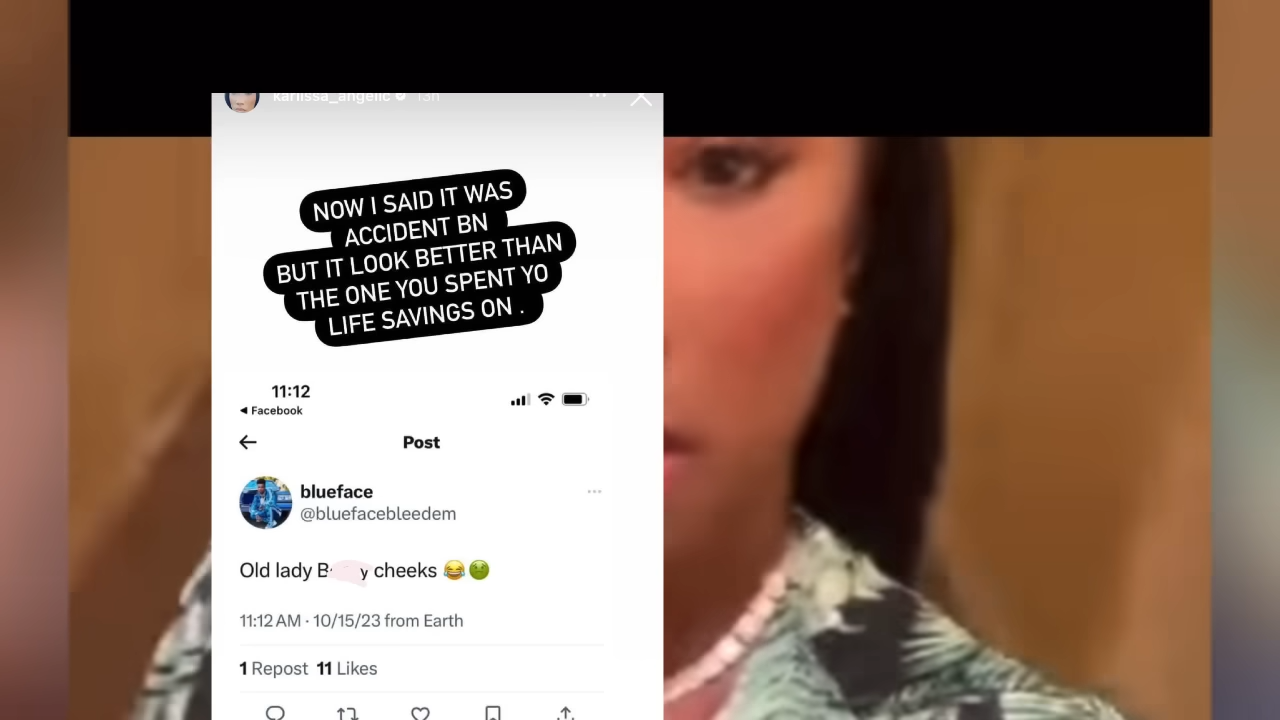 karlissa_angelic 13h
NOW I SAID IT WAS
ACCIDENT BN
BUT IT LOOK BETTER THAN
THE ONE YOU SPENT YO
LIFE SAVINGS ON .
11:12
◀ Facebook
Post
blueface
@bluefacebleedem
Old lady B y cheeks 😂🤢
11:12 AM · 10/15/23 from Earth
1 Repost 11 Likes